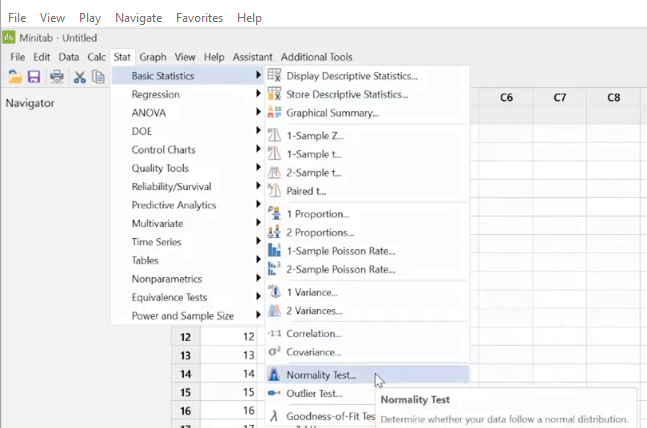 File View Play Navigate Favorites Help
Minitab - Untitled
File Edit Data Calc Stat Graph View Help Assistant Additional Tools
Navigator
Basic Statistics
Regression
ANOVA
DOE
Control Charts
Quality Tools
Reliability/Survival
Predictive Analytics
Multivariate
Time Series
Tables
Nonparametrics
Equivalence Tests
Power and Sample Size
Display Descriptive Statistics...
Store Descriptive Statistics...
Graphical Summary...
1-Sample Z...
1-Sample t...
2-Sample t...
Paired t...
1 Proportion...
2 Proportions...
1-Sample Poisson Rate...
2-Sample Poisson Rate...
1 Variance...
2 Variances...
-1:1 Correlation...
σ² Covariance...
Normality Test...
Outlier Test...
λ Goodness-of-Fit Tes
Normality Test
Determine whether your data follow a normal distribution.
C6 C7 C8
12 12
13 13
14 14
15 15
16 16
17